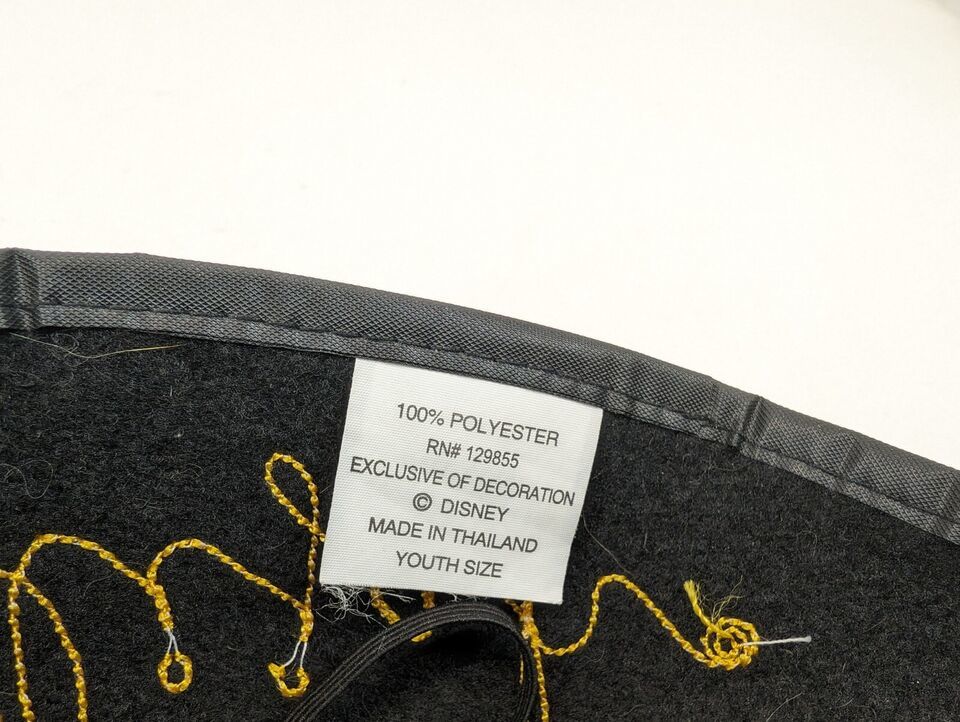 100% POLYESTER
RN# 129855
EXCLUSIVE OF DECORATION
© DISNEY
MADE IN THAILAND
YOUTH SIZE